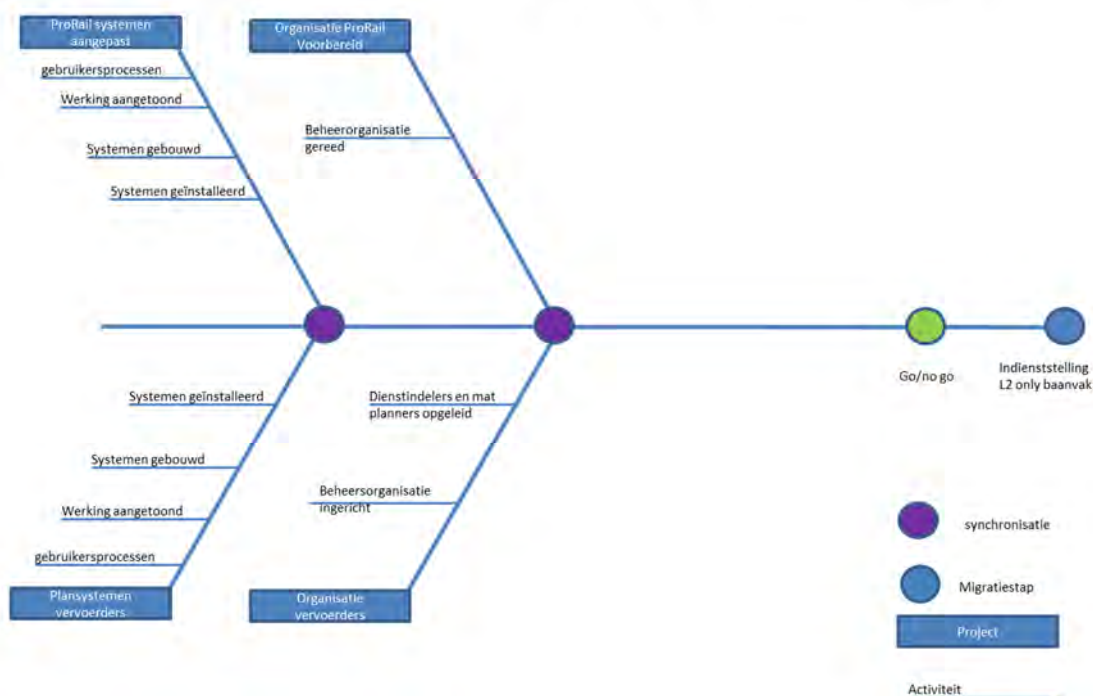 ProRail systemen
aangepast
gebruikersprocessen
Werking aangetoond
Systemen gebouwd
Systemen geïnstalleerd
Organisatie ProRail
Voorbereid
Beheerorganisatie
gereed
Go/no go
Indienststelling
L2 only baanvak
Systemen geïnstalleerd
Systemen gebouwd
Werking aangetoond
gebruikersprocessen
Plansystemen
vervoerders
Dienstindelers en mat
planners opgeleid
Beheersorganisatie
ingericht
Organisatie
vervoerders
synchronisatie
Migratiestap
Project
Activiteit